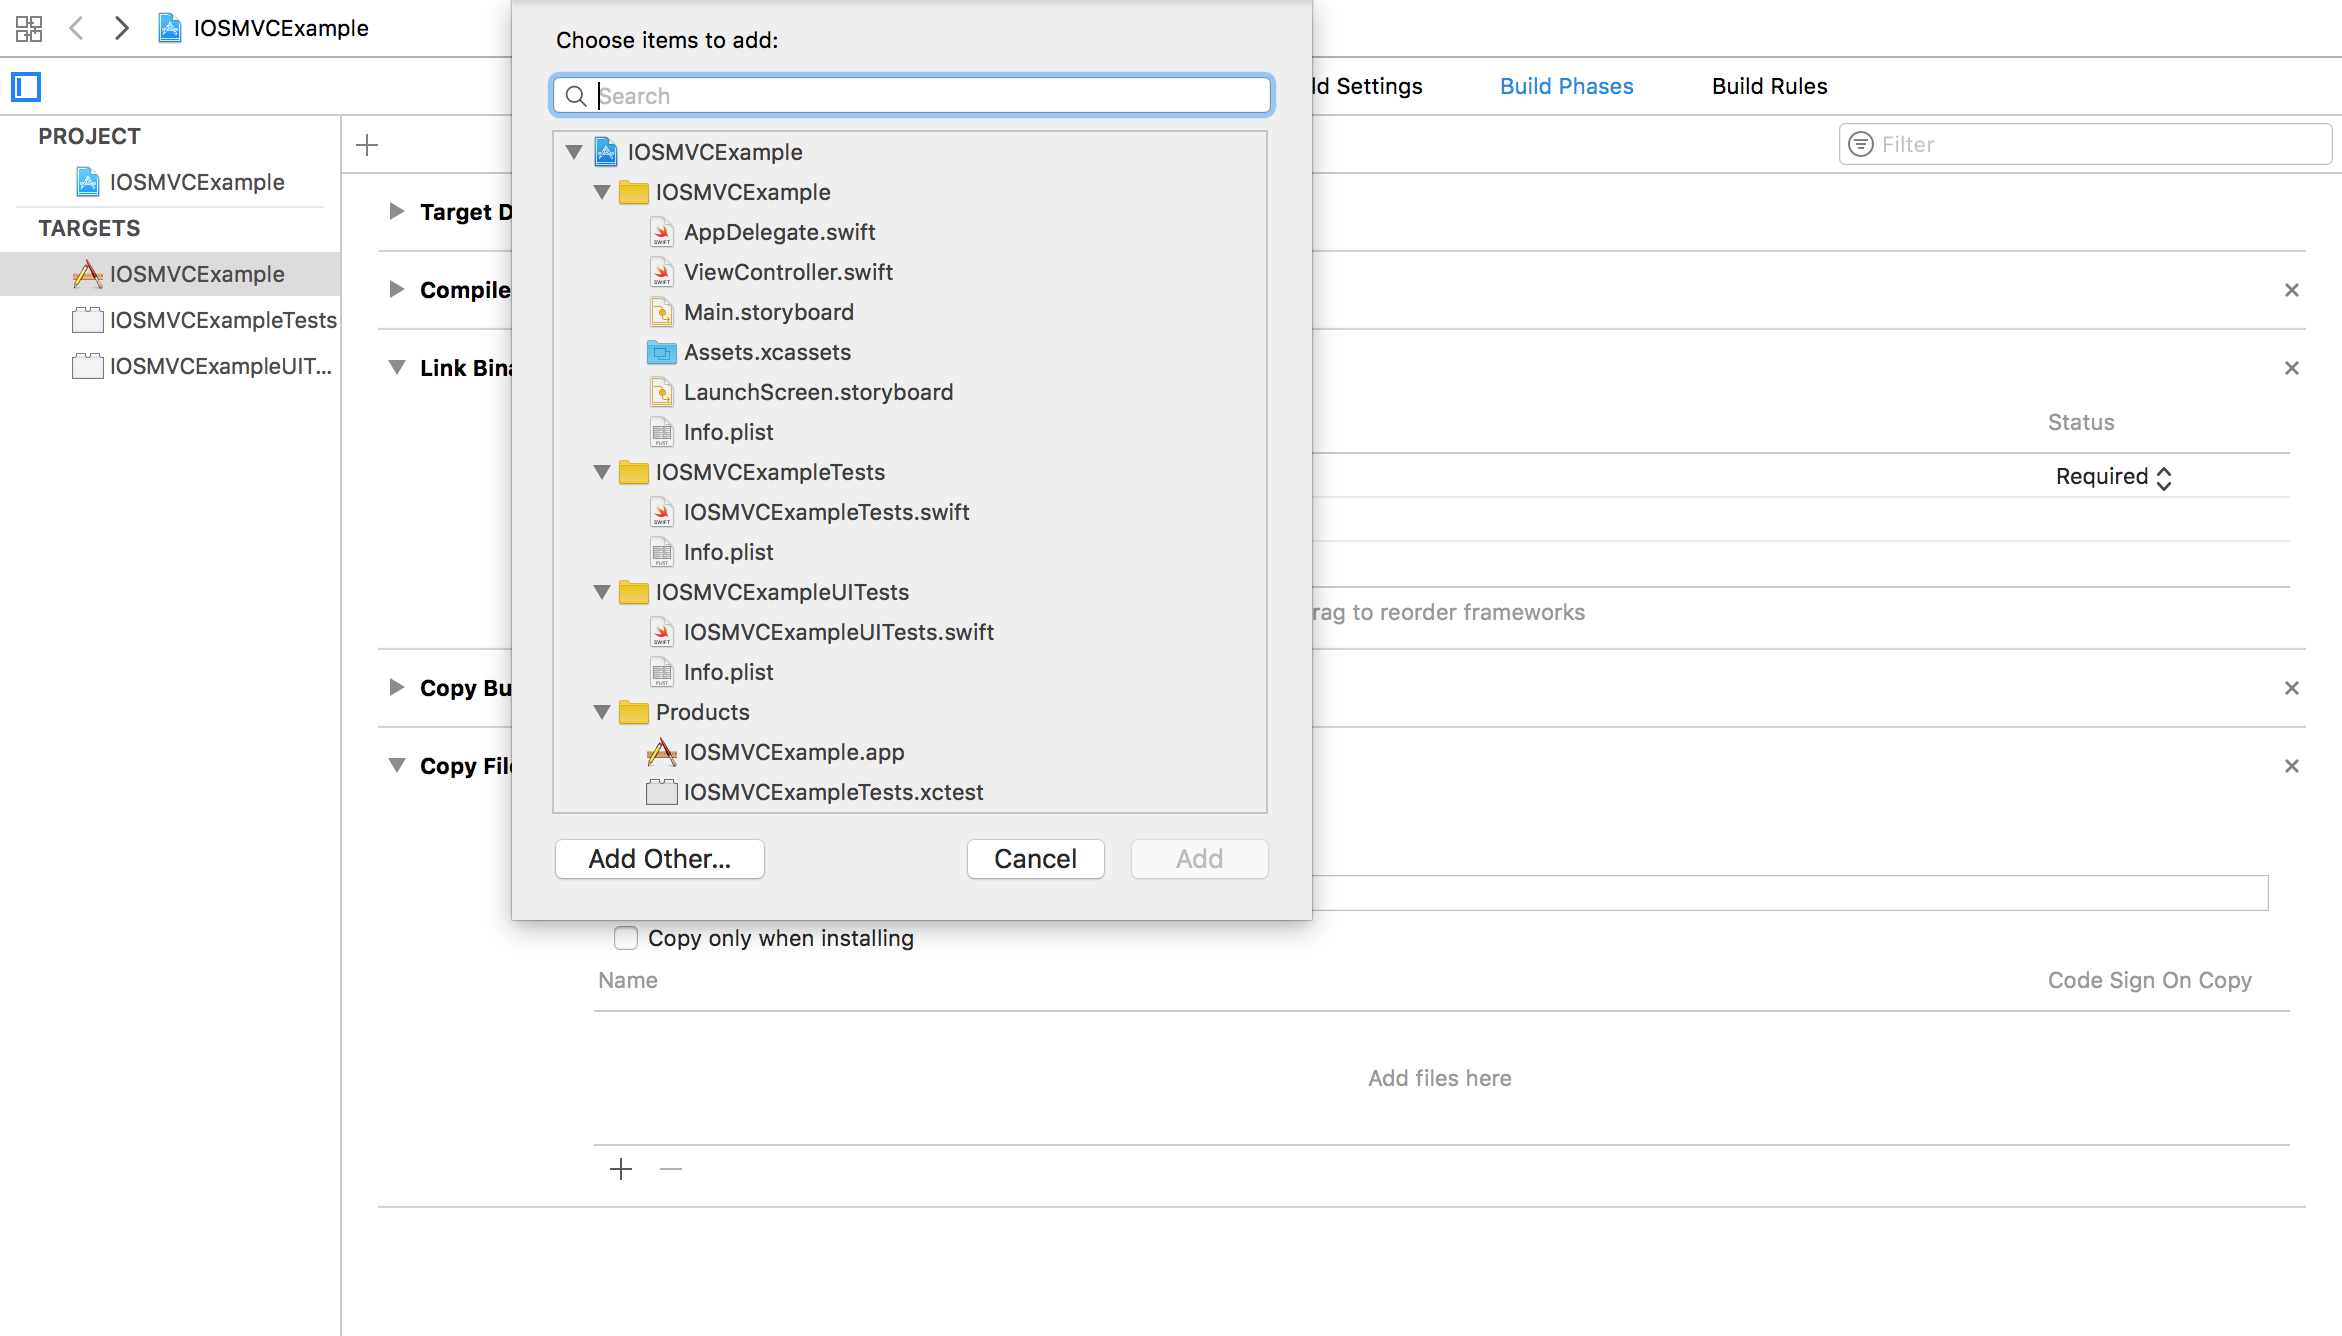 IOSMVCExample
Choose items to add:
Search
ld Settings
Build Phases
Build Rules
PROJECT
IOSMVCExample
TARGETS
IOSMVCExample
IOSMVCExampleTests
IOSMVCExampleUIT...
Filter
Target D
Compile
Link Bina
Status
Required
rag to reorder frameworks
Copy Bu
Copy File
IOSMVCExample
IOSMVCExample
AppDelegate.swift
ViewController.swift
Main.storyboard
Assets.xcassets
LaunchScreen.storyboard
Info.plist
IOSMVCExampleTests
IOSMVCExampleTests.swift
Info.plist
IOSMVCExampleUITests
IOSMVCExampleUITests.swift
Info.plist
Products
IOSMVCExample.app
IOSMVCExampleTests.xctest
Add Other...
Cancel
Add
Copy only when installing
Name
Code Sign On Copy
Add files here